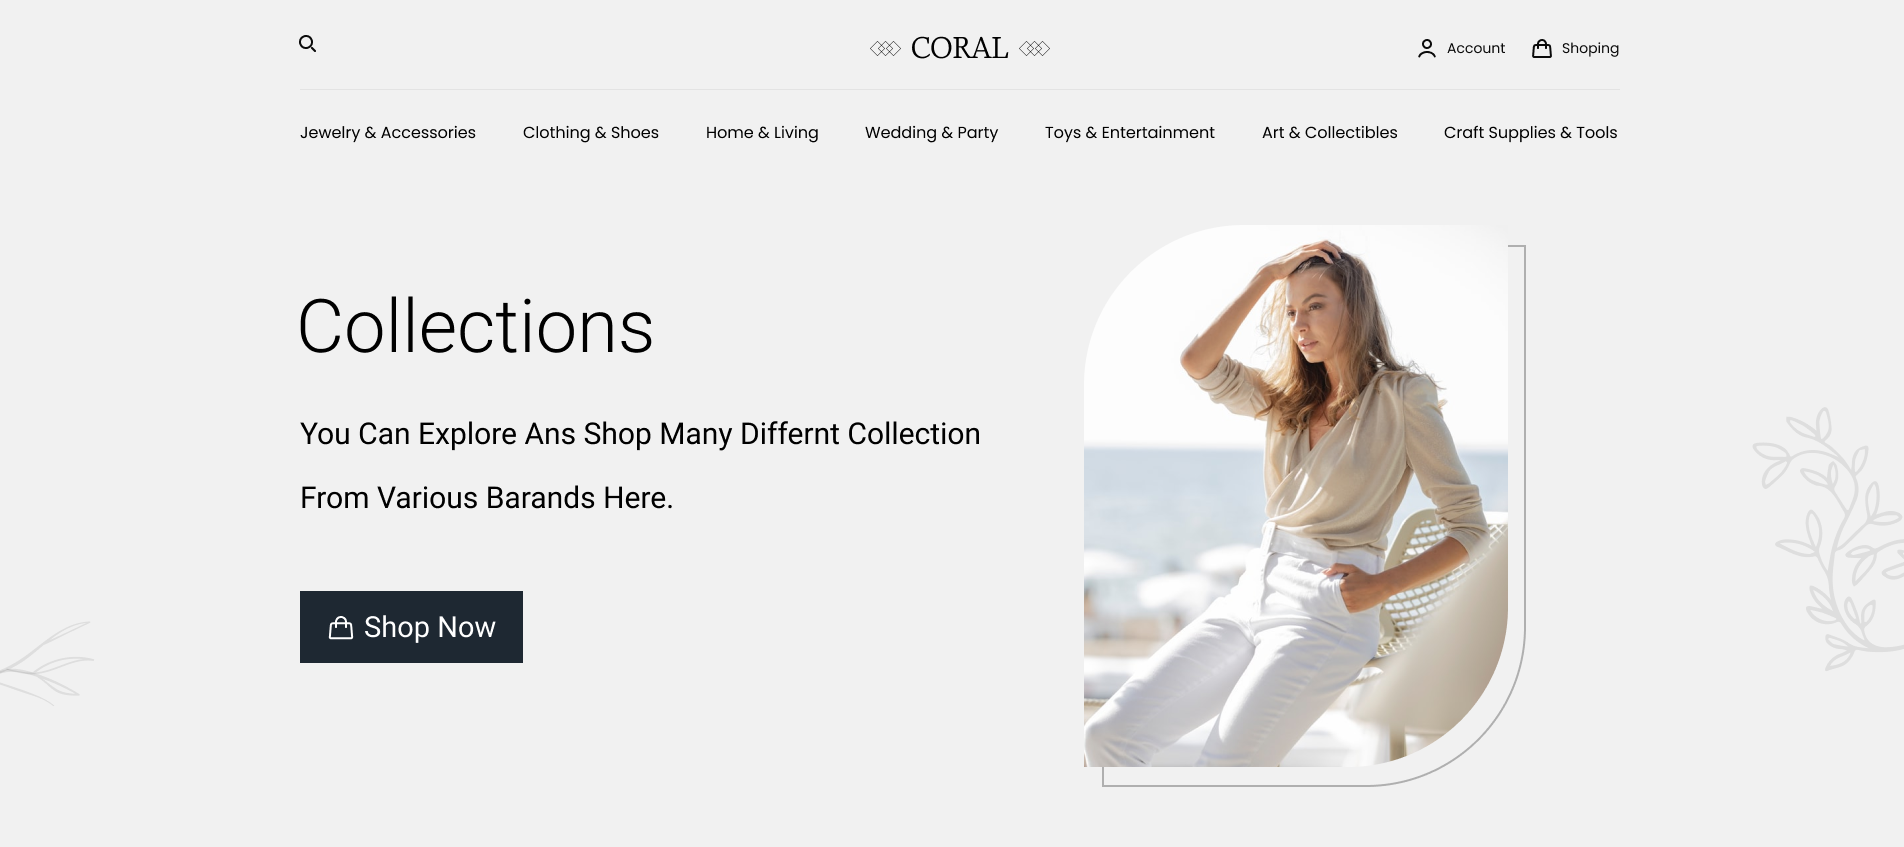 CORAL
Account
Shoping
Jewelry & Accessories
Clothing & Shoes
Home & Living
Wedding & Party
Toys & Entertainment
Art & Collectibles
Craft Supplies & Tools
Collections
You Can Explore Ans Shop Many Differnt Collection
From Various Barands Here.
Shop Now